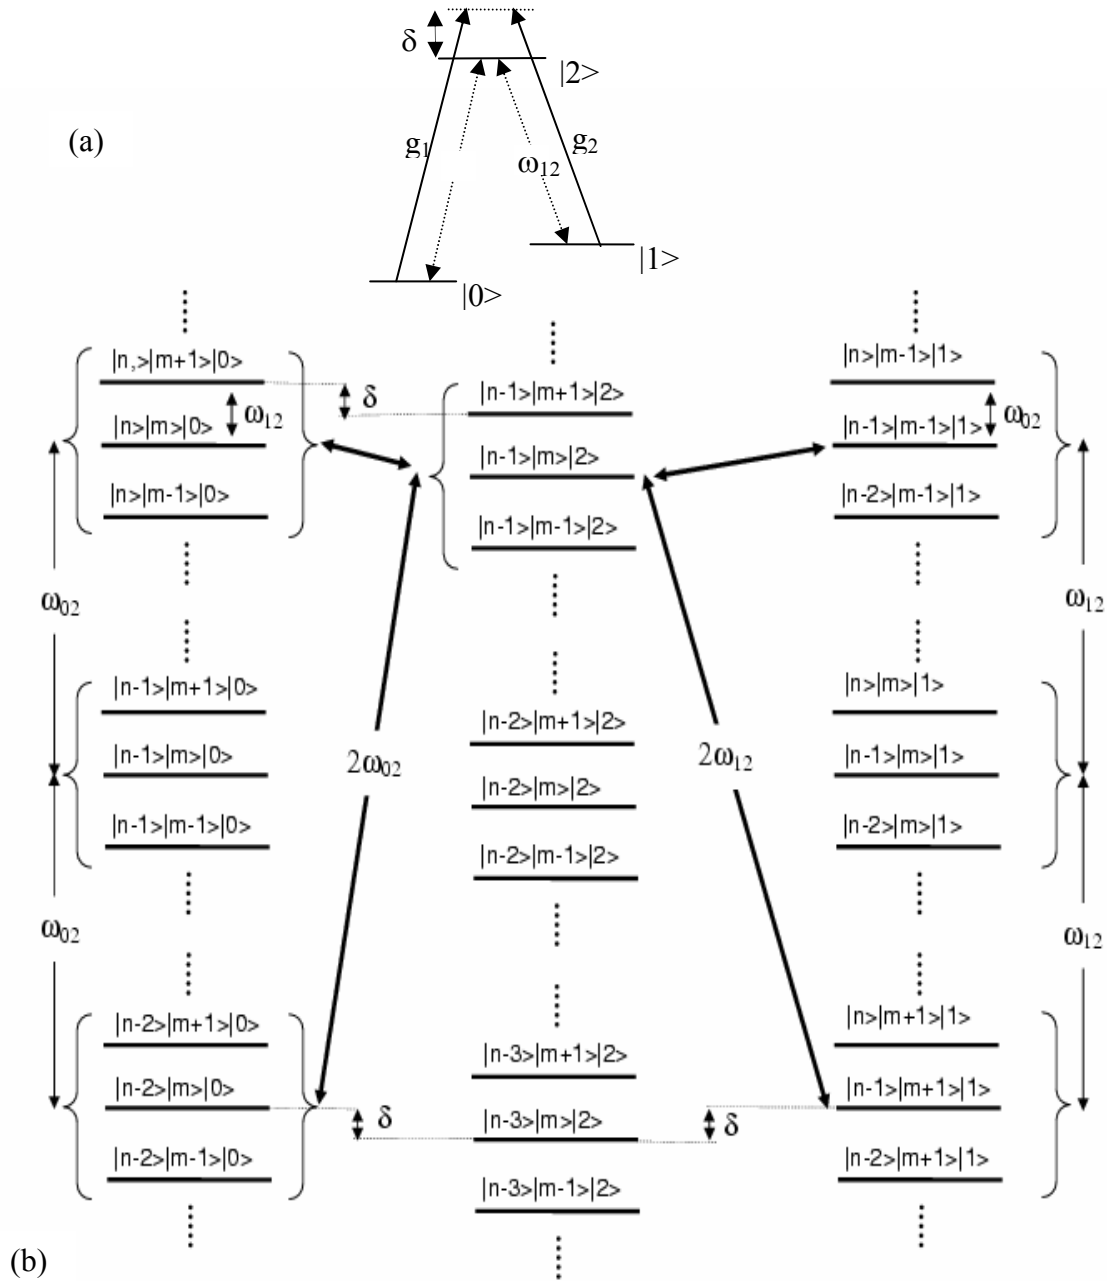 δ
|2>
(a)
g₁
ω₁₂
g₂
|1>
|0>
|n,>|m+1>|0>
ω₁₂
|n>|m>|0>
|n>|m-1>|0>
δ
|n-1>|m+1>|2>
|n-1>|m>|2>
|n-1>|m-1>|2>
|n>|m-1>|1>
ω₀₂
|n-1>|m-1>|1>
|n-2>|m-1>|1>
ω₀₂
ω₁₂
|n-1>|m+1>|0>
|n-1>|m>|0>
|n-1>|m-1>|0>
2ω₀₂
|n-2>|m+1>|2>
|n-2>|m>|2>
|n-2>|m-1>|2>
2ω₁₂
|n>|m>|1>
|n-1>|m>|1>
|n-2>|m>|1>
ω₀₂
ω₁₂
|n-2>|m+1>|0>
|n-2>|m>|0>
|n-2>|m-1>|0>
δ
|n-3>|m+1>|2>
|n-3>|m>|2>
|n-3>|m-1>|2>
δ
|n>|m+1>|1>
|n-1>|m+1>|1>
|n-2>|m+1>|1>
(b)